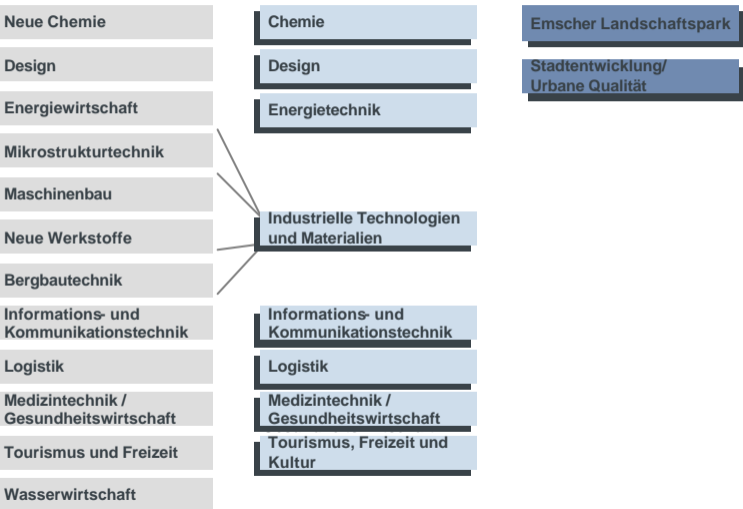 Neue Chemie
Design
Energiewirtschaft
Mikrostrukturtechnik
Maschinenbau
Neue Werkstoffe
Bergbautechnik
Informations- und
Kommunikationstechnik
Logistik
Medizintechnik /
Gesundheitswirtschaft
Tourismus und Freizeit
Wasserwirtschaft
Chemie
Design
Energietechnik
Industrielle Technologien
und Materialien
Informations- und
Kommunikationstechnik
Logistik
Medizintechnik /
Gesundheitswirtschaft
Tourismus, Freizeit und
Kultur
Emscher Landschaftspark
Stadtentwicklung/
Urbane Qualität